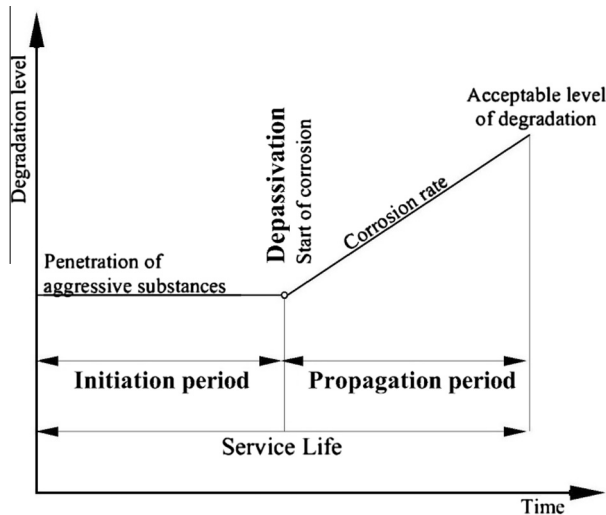 Degradation level
Acceptable level
of degradation
Depassivation
Start of corrosion
Corrosion rate
Penetration of
aggressive substances
Initiation period
Propagation period
Service Life
Time